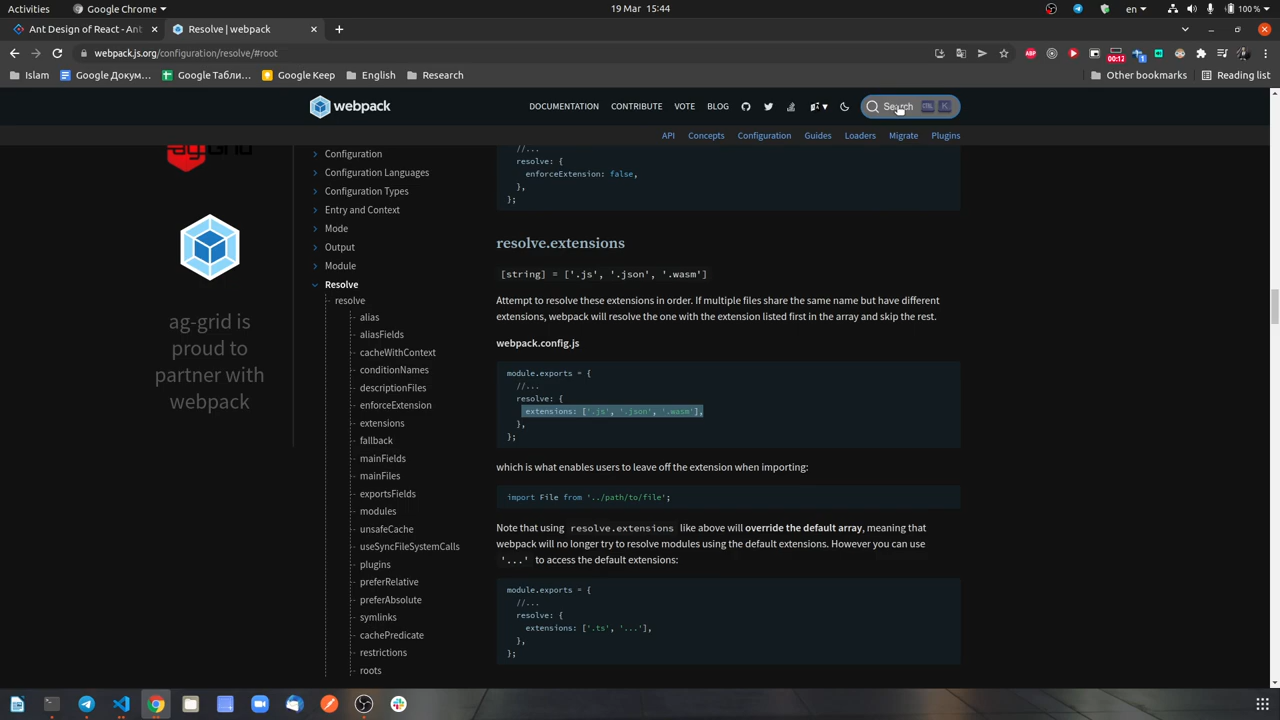 Activities
Google Chrome
19 Mar 15:44
en
100 %
Ant Design of React - Ant
Resolve | webpack
webpack.js.org/configuration/resolve/#root
ABP
00:12
Islam
Google Докум…
Google Табли…
Google Keep
English
Research
Other bookmarks
Reading list
webpack
DOCUMENTATION
CONTRIBUTE
VOTE
BLOG
Search
K
API
Concepts
Configuration
Guides
Loaders
Migrate
Plugins
ag-grid is
proud to
partner with
webpack
Configuration
Configuration Languages
Configuration Types
Entry and Context
Mode
Output
Module
Resolve
resolve
alias
aliasFields
cacheWithContext
conditionNames
descriptionFiles
enforceExtension
extensions
fallback
mainFields
mainFiles
exportsFields
modules
unsafeCache
useSyncFileSystemCalls
plugins
preferRelative
preferAbsolute
symlinks
cachePredicate
restrictions
roots
//...
resolve: {
enforceExtension: false,
},
};
resolve.extensions
[string] = ['.js', '.json', '.wasm']
Attempt to resolve these extensions in order. If multiple files share the same name but have different
extensions, webpack will resolve the one with the extension listed first in the array and skip the rest.
webpack.config.js
module.exports = {
//...
resolve: {
extensions: ['.js', '.json', '.wasm'],
},
};
which is what enables users to leave off the extension when importing:
import File from '../path/to/file';
Note that using resolve.extensions like above will override the default array, meaning that
webpack will no longer try to resolve modules using the default extensions. However you can use
'...' to access the default extensions:
module.exports = {
//...
resolve: {
extensions: ['.ts', '...'],
},
};